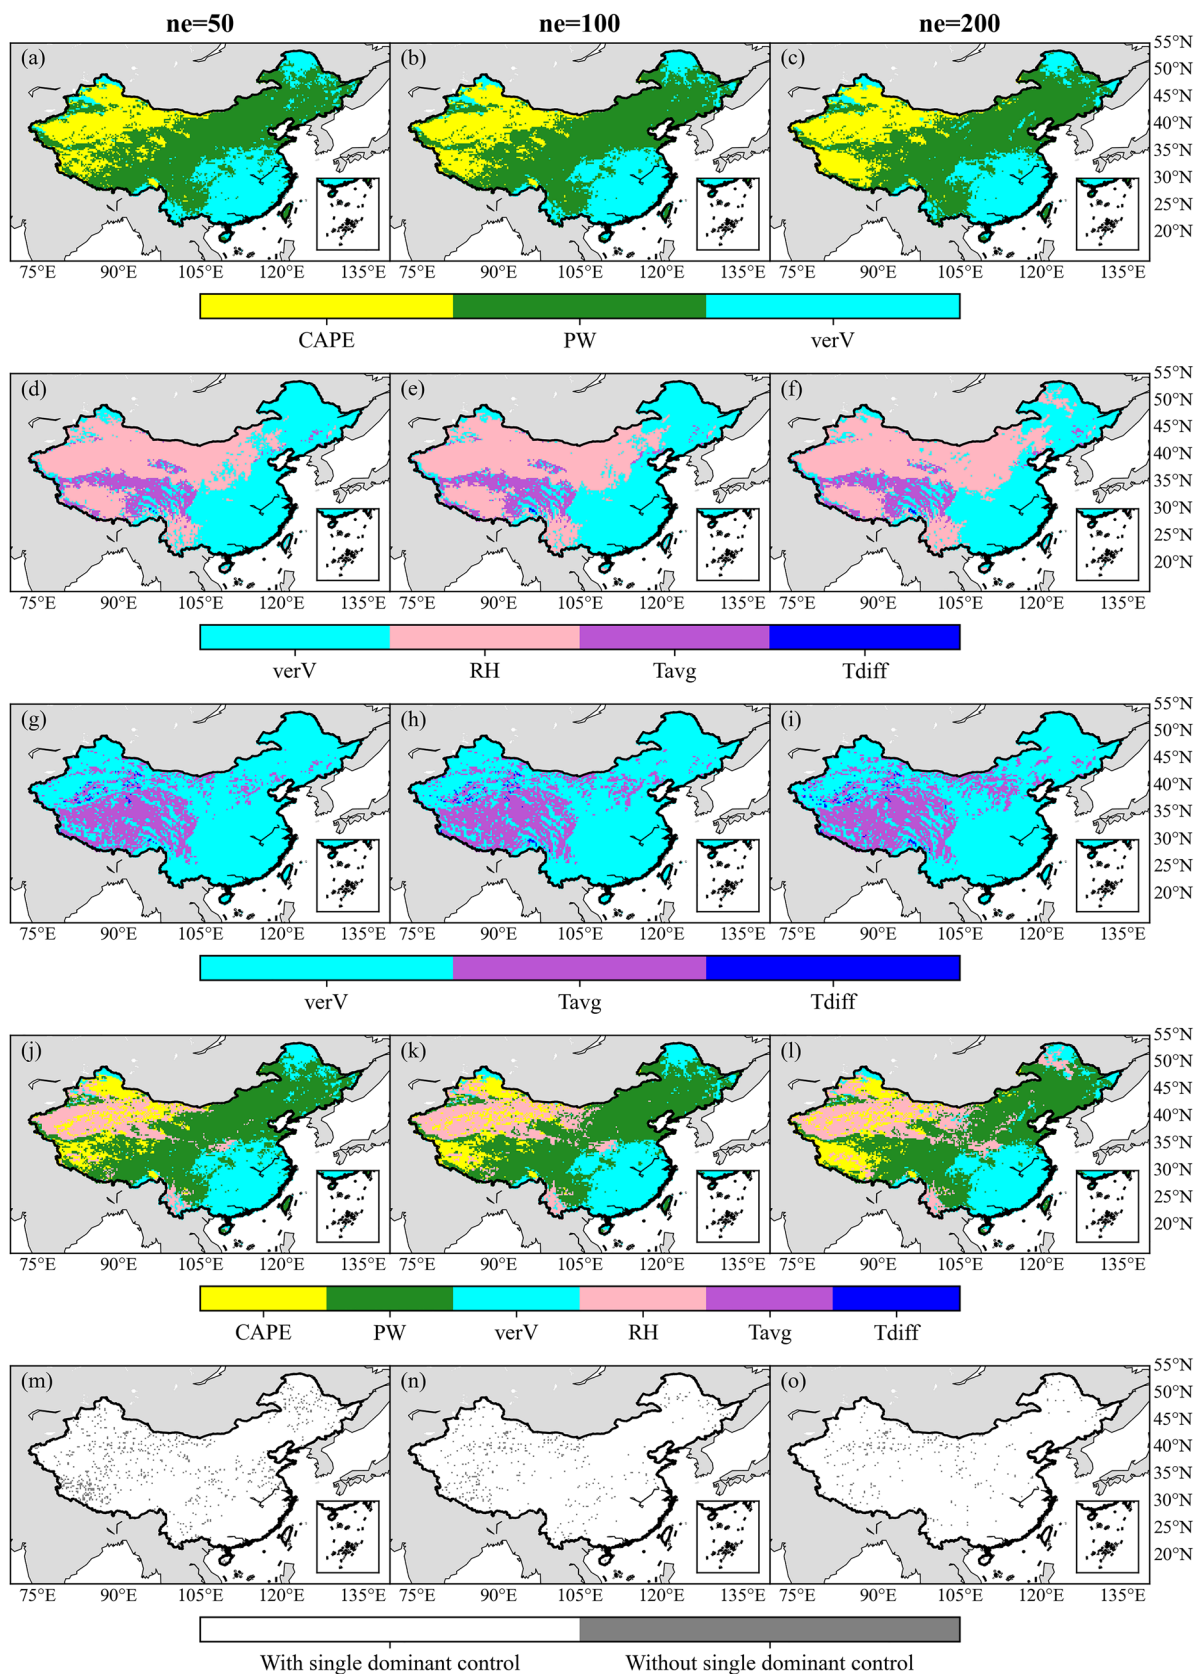 ne=50 ne=100 ne=200
(a) (b) (c) 55°N
50°N
45°N
40°N
35°N
30°N
25°N
20°N
75°E 90°E 105°E 120°E 135°E 75°E 90°E 105°E 120°E 135°E 75°E 90°E 105°E 120°E 135°E
CAPE PW verV
(d) (e) (f) 55°N
50°N
45°N
40°N
35°N
30°N
25°N
20°N
75°E 90°E 105°E 120°E 135°E 75°E 90°E 105°E 120°E 135°E 75°E 90°E 105°E 120°E 135°E
verV RH Tavg Tdiff
(g) (h) (i) 55°N
50°N
45°N
40°N
35°N
30°N
25°N
20°N
75°E 90°E 105°E 120°E 135°E 75°E 90°E 105°E 120°E 135°E 75°E 90°E 105°E 120°E 135°E
verV Tavg Tdiff
(j) (k) (l) 55°N
50°N
45°N
40°N
35°N
30°N
25°N
20°N
75°E 90°E 105°E 120°E 135°E 75°E 90°E 105°E 120°E 135°E 75°E 90°E 105°E 120°E 135°E
CAPE PW verV RH Tavg Tdiff
(m) (n) (o) 55°N
50°N
45°N
40°N
35°N
30°N
25°N
20°N
75°E 90°E 105°E 120°E 135°E 75°E 90°E 105°E 120°E 135°E 75°E 90°E 105°E 120°E 135°E
With single dominant control Without single dominant control